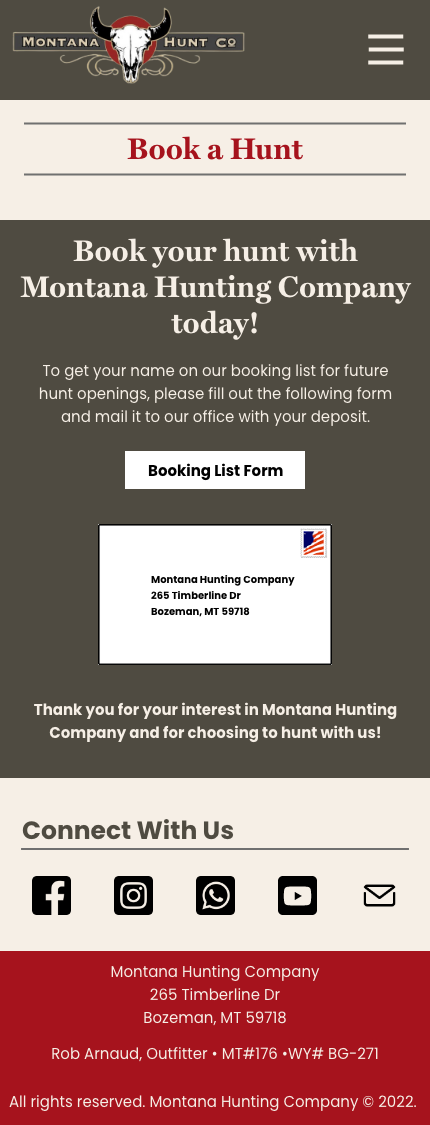 MONTANA HUNT CO
Book a Hunt
Book your hunt with
Montana Hunting Company
today!
To get your name on our booking list for future
hunt openings, please fill out the following form
and mail it to our office with your deposit.
Booking List Form
Montana Hunting Company
265 Timberline Dr
Bozeman, MT 59718
Thank you for your interest in Montana Hunting
Company and for choosing to hunt with us!
Connect With Us
Montana Hunting Company
265 Timberline Dr
Bozeman, MT 59718
Rob Arnaud, Outfitter • MT#176 •WY# BG-271
All rights reserved. Montana Hunting Company © 2022.